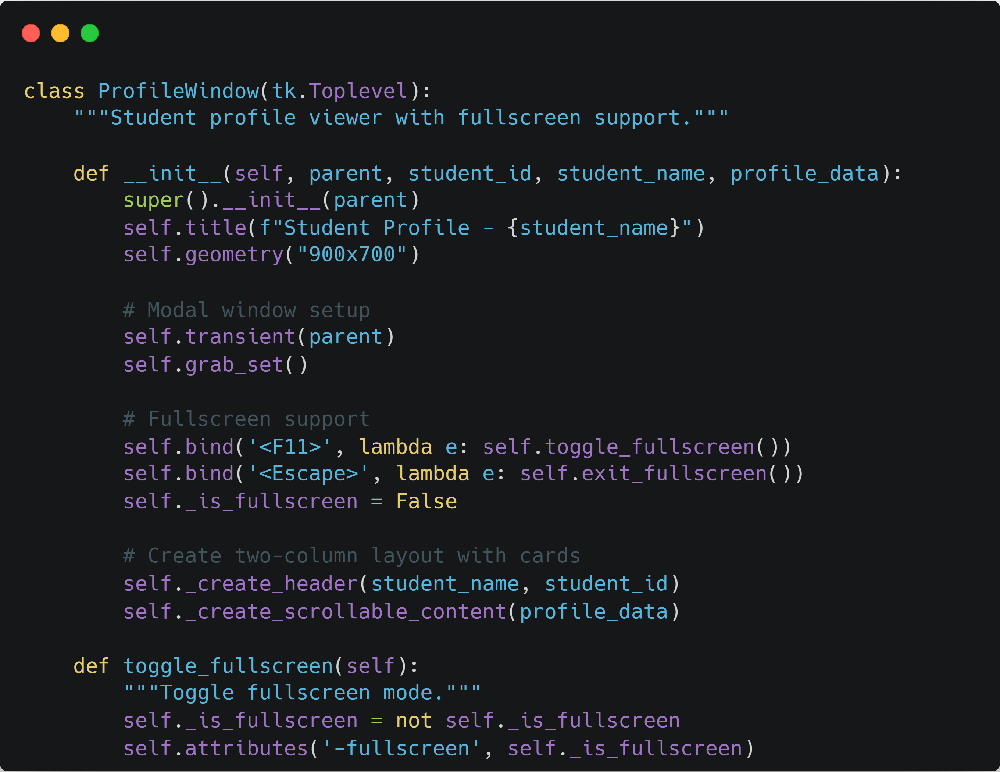 class ProfileWindow(tk.Toplevel):
    """Student profile viewer with fullscreen support."""

    def __init__(self, parent, student_id, student_name, profile_data):
        super().__init__(parent)
        self.title(f"Student Profile - {student_name}")
        self.geometry("900x700")

        # Modal window setup
        self.transient(parent)
        self.grab_set()

        # Fullscreen support
        self.bind('<F11>', lambda e: self.toggle_fullscreen())
        self.bind('<Escape>', lambda e: self.exit_fullscreen())
        self._is_fullscreen = False

        # Create two-column layout with cards
        self._create_header(student_name, student_id)
        self._create_scrollable_content(profile_data)

    def toggle_fullscreen(self):
        """Toggle fullscreen mode."""
        self._is_fullscreen = not self._is_fullscreen
        self.attributes('-fullscreen', self._is_fullscreen)